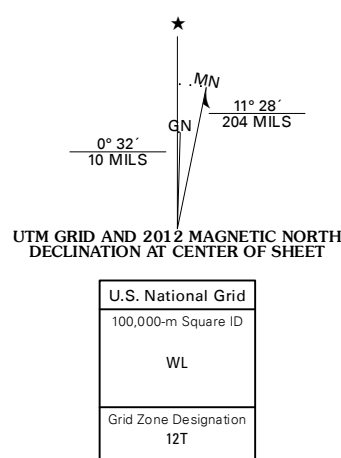 ★
MN
GN
11° 28´
204 MILS
0° 32´
10 MILS
UTM GRID AND 2012 MAGNETIC NORTH
DECLINATION AT CENTER OF SHEET
U.S. National Grid
100,000-m Square ID
WL
Grid Zone Designation
12T